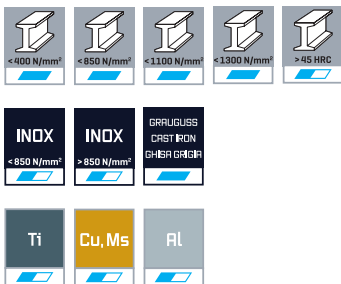 <400 N/mm² <850 N/mm² <1100 N/mm² <1300 N/mm² >45 HRC
INOX INOX GRAUGUSS
CAST IRON
GHISA GRIGIA
<850 N/mm² >850 N/mm²
Ti Cu, Ms Al